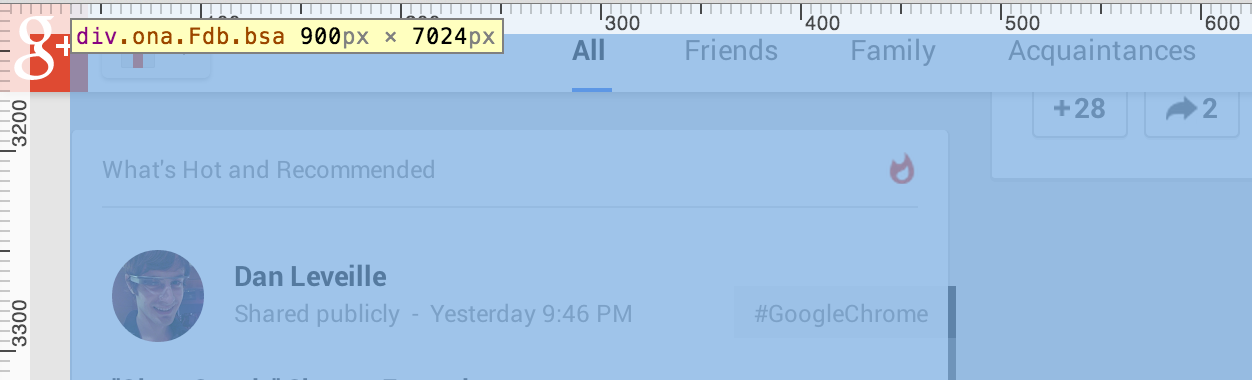 300 400 500 600
g+
div.ona.Fdb.bsa 900px × 7024px
All Friends Family Acquaintances
3200
+28 2
What's Hot and Recommended
Dan Leveille
Shared publicly - Yesterday 9:46 PM
#GoogleChrome
3300